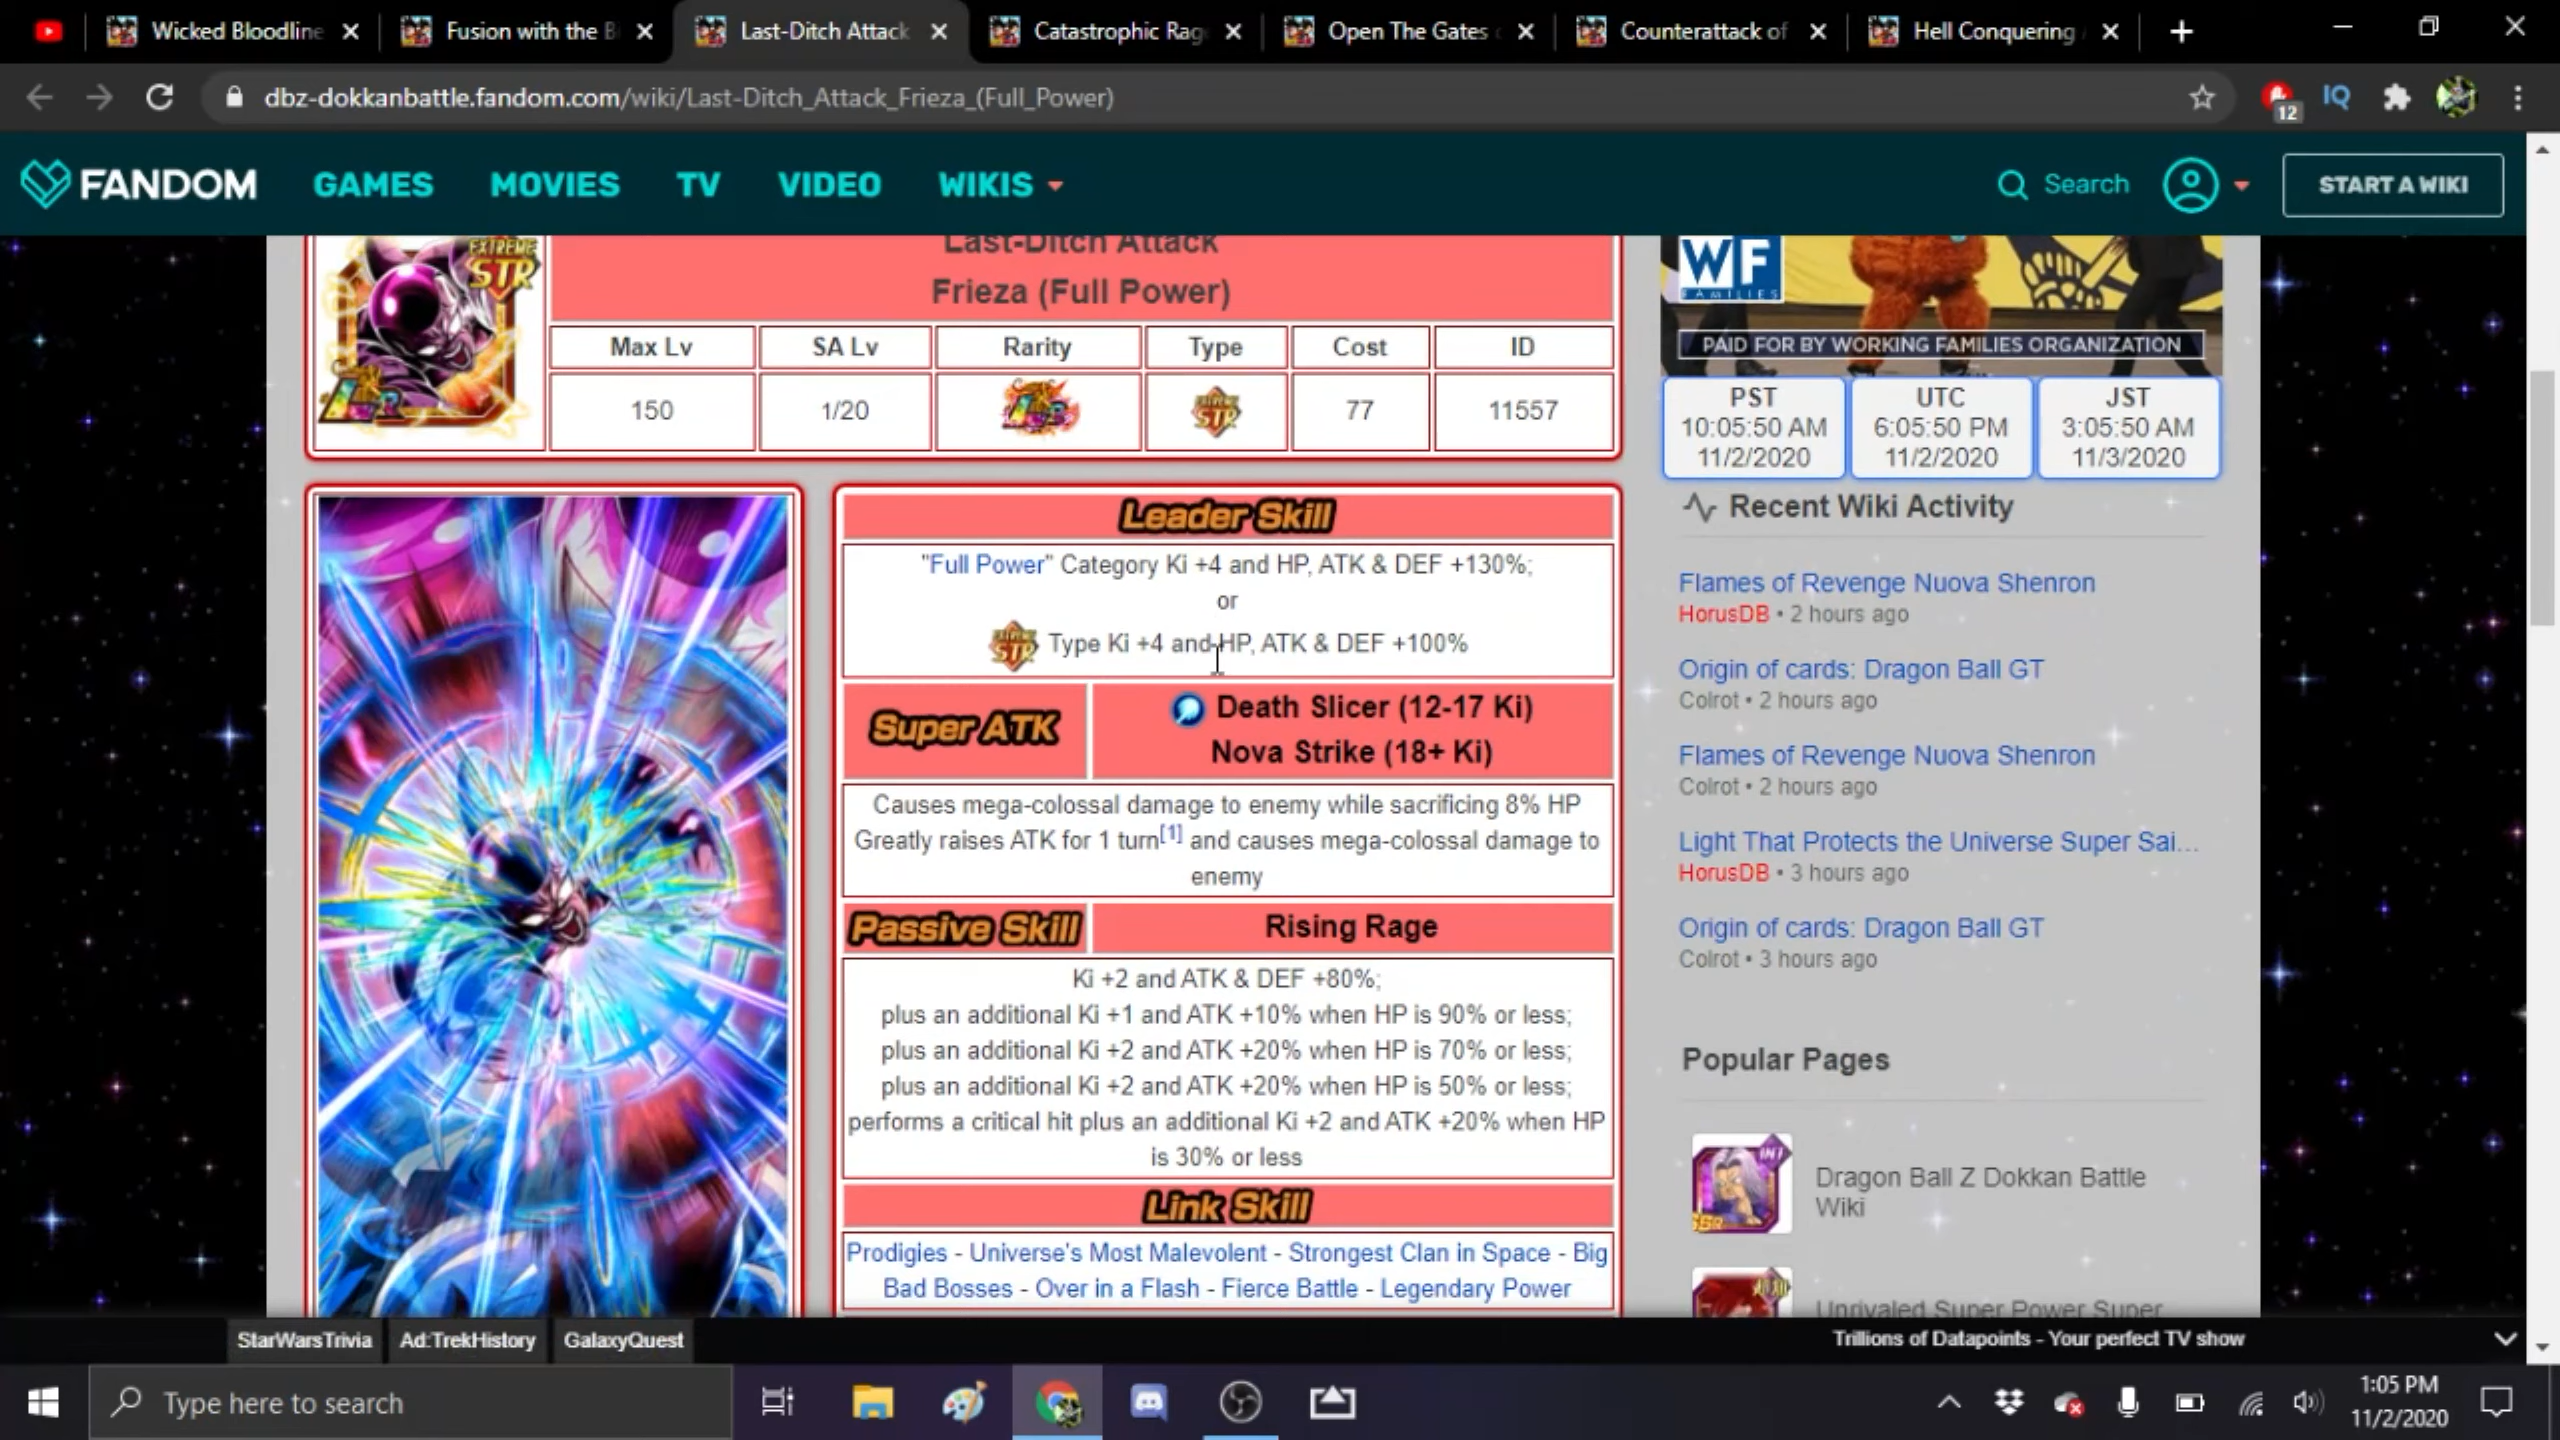 Wicked Bloodline
Fusion with the B
Last-Ditch Attack
Catastrophic Rag
Open The Gates
Counterattack of
Hell Conquering
dbz-dokkanbattle.fandom.com/wiki/Last-Ditch_Attack_Frieza_(Full_Power)
12
IQ
FANDOM
GAMES
MOVIES
TV
VIDEO
WIKIS
Search
START A WIKI
EXTREME
STR
LR
Last-Ditch Attack
Frieza (Full Power)
Max Lv
SA Lv
Rarity
Type
Cost
ID
150
1/20
LR
STR
77
11557
Leader Skill
"Full Power" Category Ki +4 and HP, ATK & DEF +130%;
or
STR Type Ki +4 and HP, ATK & DEF +100%
Super ATK
Death Slicer (12-17 Ki)
Nova Strike (18+ Ki)
Causes mega-colossal damage to enemy while sacrificing 8% HP
Greatly raises ATK for 1 turn[1] and causes mega-colossal damage to
enemy
Passive Skill
Rising Rage
Ki +2 and ATK & DEF +80%;
plus an additional Ki +1 and ATK +10% when HP is 90% or less;
plus an additional Ki +2 and ATK +20% when HP is 70% or less;
plus an additional Ki +2 and ATK +20% when HP is 50% or less;
performs a critical hit plus an additional Ki +2 and ATK +20% when HP
is 30% or less
Link Skill
Prodigies - Universe's Most Malevolent - Strongest Clan in Space - Big
Bad Bosses - Over in a Flash - Fierce Battle - Legendary Power
WF
FAMILIES
PAID FOR BY WORKING FAMILIES ORGANIZATION
PST
10:05:50 AM
11/2/2020
UTC
6:05:50 PM
11/2/2020
JST
3:05:50 AM
11/3/2020
Recent Wiki Activity
Flames of Revenge Nuova Shenron
HorusDB • 2 hours ago
Origin of cards: Dragon Ball GT
Colrot • 2 hours ago
Flames of Revenge Nuova Shenron
Colrot • 2 hours ago
Light That Protects the Universe Super Sai...
HorusDB • 3 hours ago
Origin of cards: Dragon Ball GT
Colrot • 3 hours ago
Popular Pages
INT
SSR
Dragon Ball Z Dokkan Battle
Wiki
Unrivaled Super Power Super
StarWarsTrivia
Ad:TrekHistory
GalaxyQuest
Trillions of Datapoints - Your perfect TV show
Type here to search
1:05 PM
11/2/2020